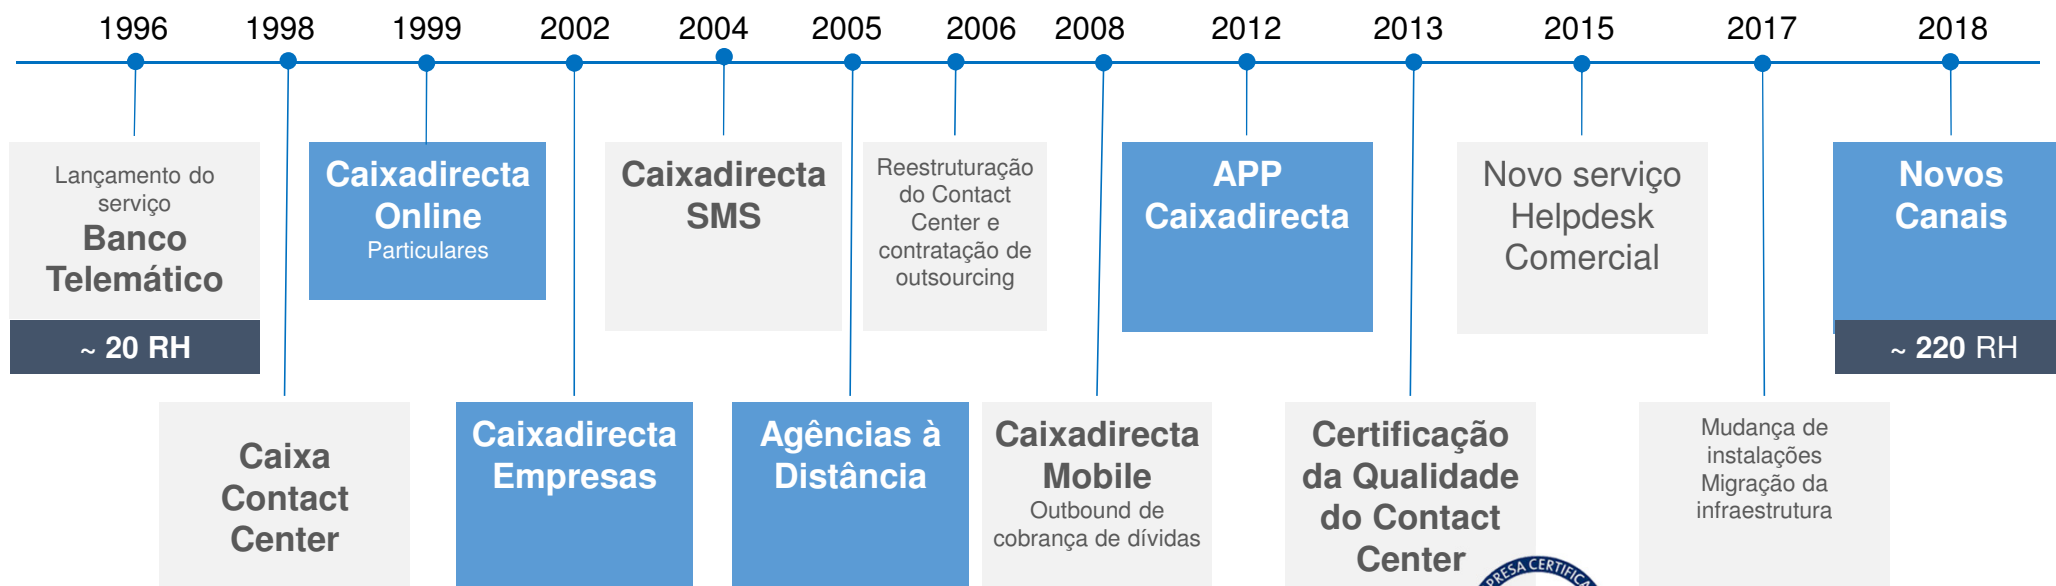 1996 1998 1999 2002 2004 2005 2006 2008 2012 2013 2015 2017 2018
Lançamento do
serviço
Banco
Telemático
~ 20 RH
Caixa
Contact
Center
Caixadirecta
Online
Particulares
Caixadirecta
Empresas
Caixadirecta
SMS
Agências à
Distância
Reestruturação
do Contact
Center e
contratação de
outsourcing
Caixadirecta
Mobile
Outbound de
cobrança de dívidas
APP
Caixadirecta
Certificação
da Qualidade
do Contact
Center
Novo serviço
Helpdesk
Comercial
Mudança de
instalações
Migração da
infraestrutura
Novos
Canais
~ 220 RH